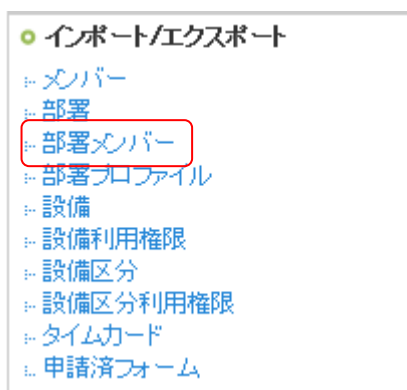 インポート/エクスポート
メンバー
部署
部署メンバー
部署プロファイル
設備
設備利用権限
設備区分
設備区分利用権限
タイムカード
申請済フォーム